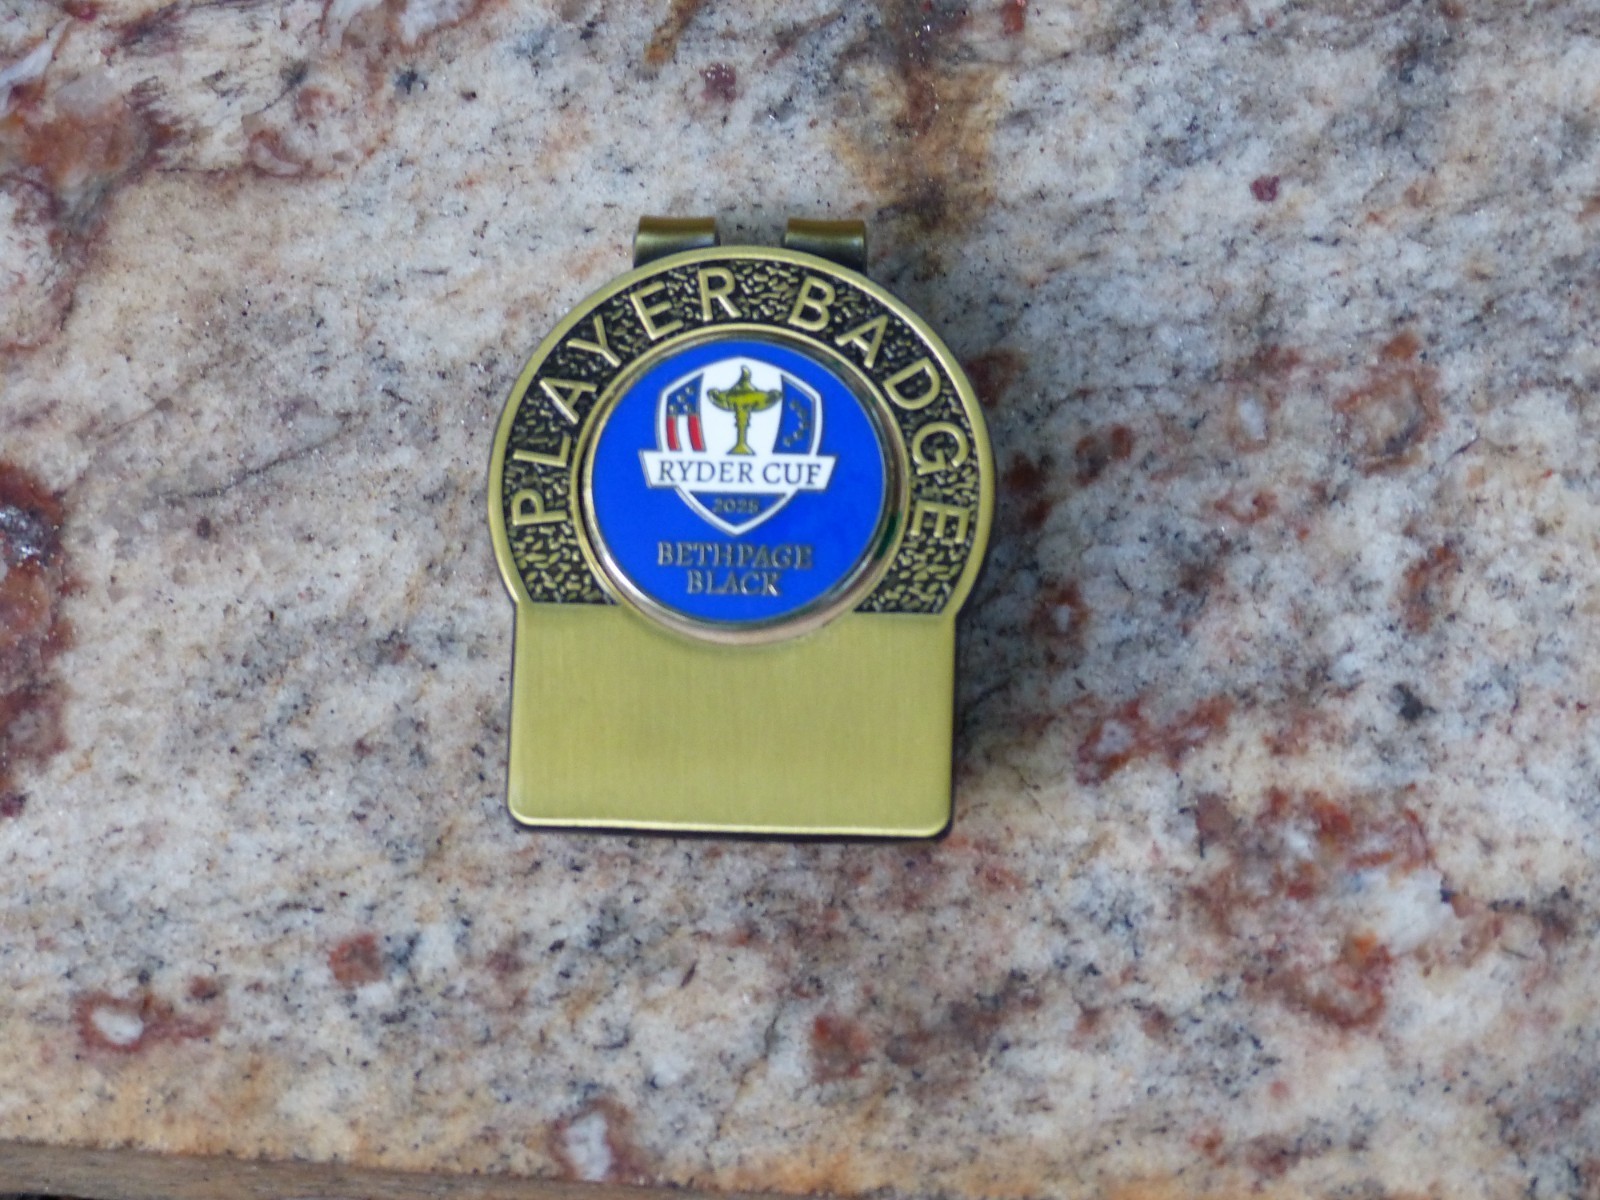 PLAYER BADGE
RYDER CUP
2025
BETHPAGE
BLACK